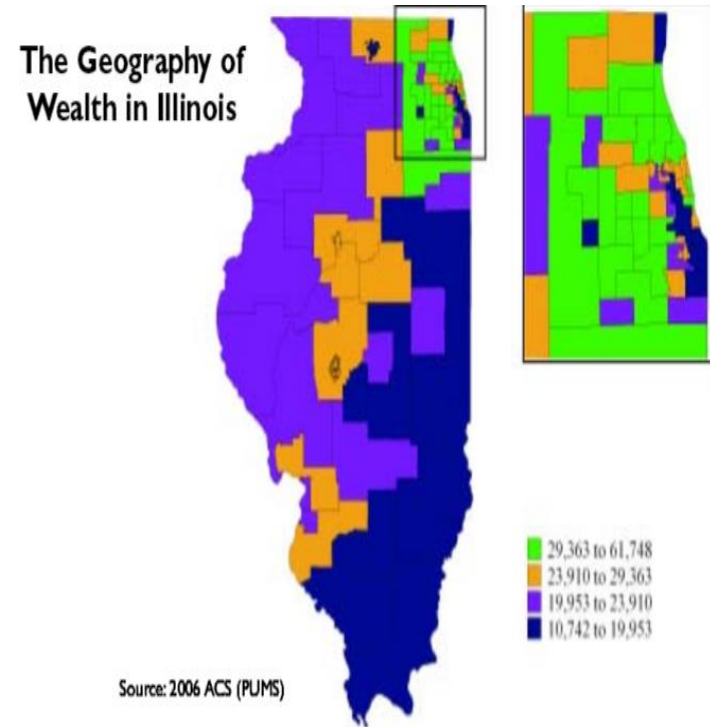 The Geography of
Wealth in Illinois
29,363 to 61,748
23,910 to 29,363
19,953 to 23,910
10,742 to 19,953
Source: 2006 ACS (PUMS)